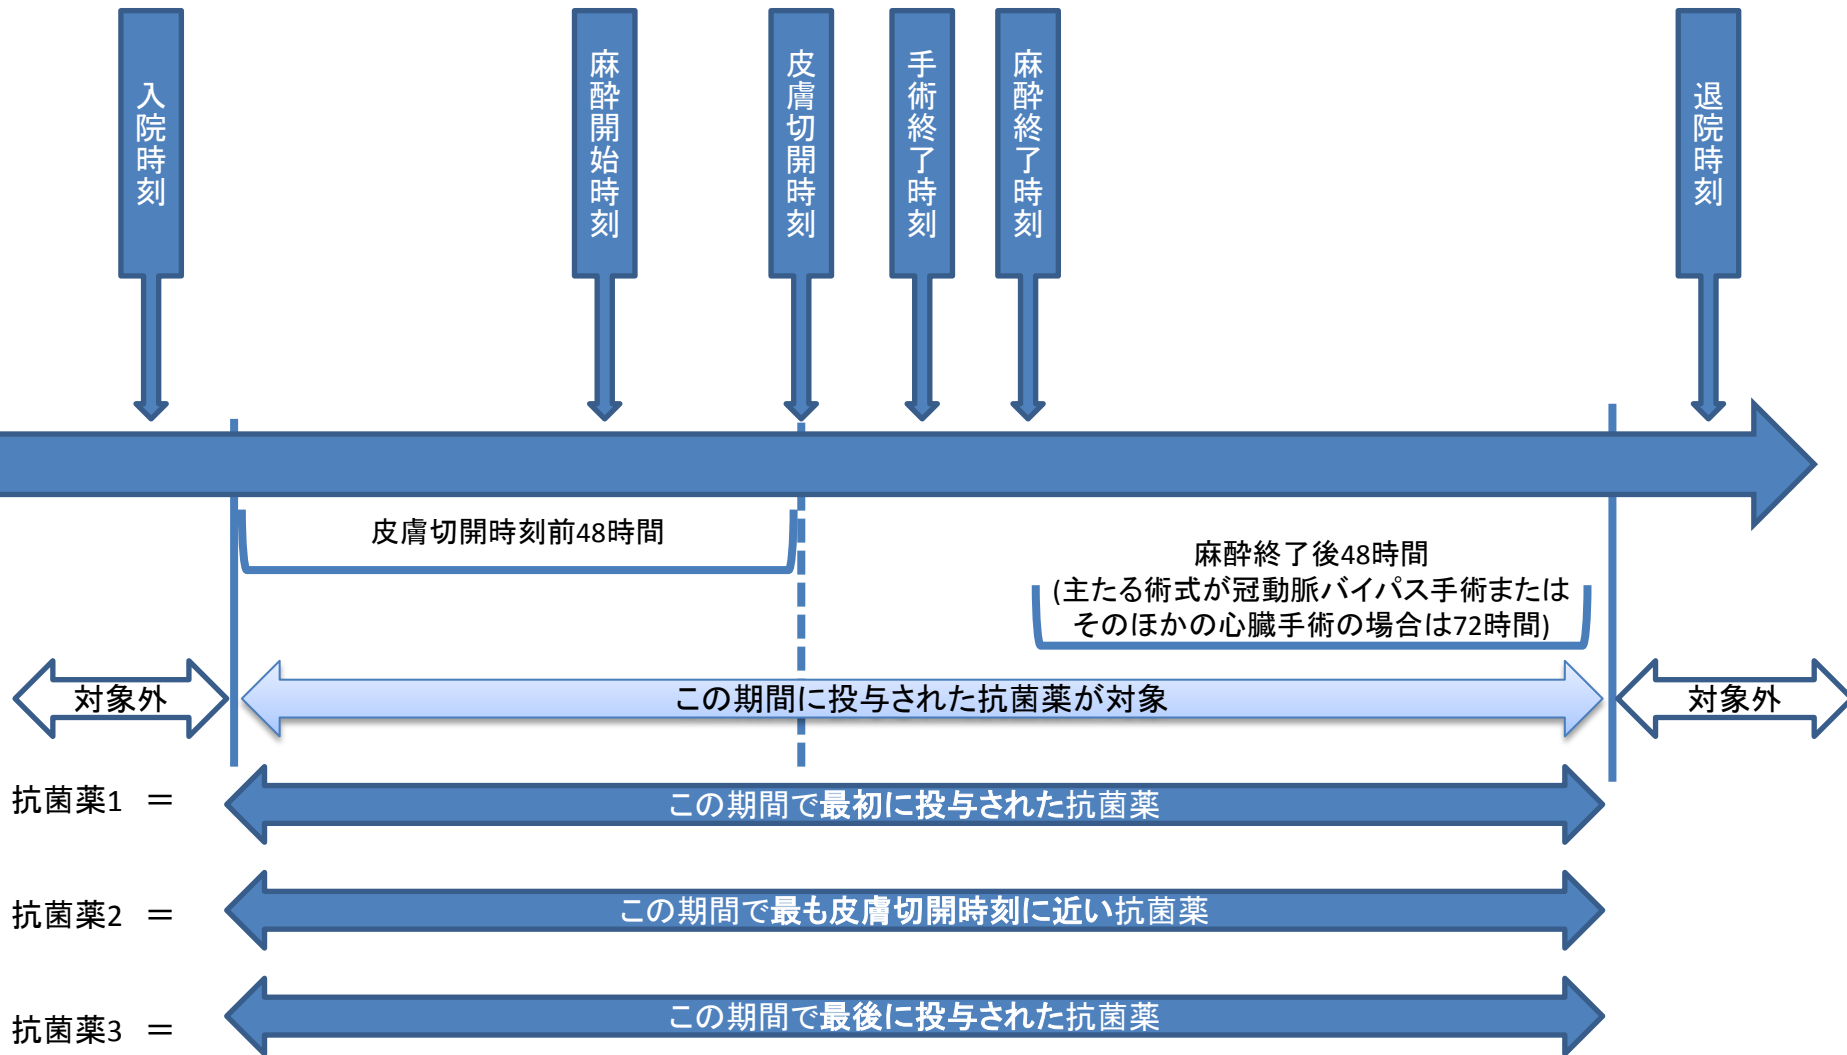 入院時刻
麻酔開始時刻
皮膚切開時刻
手術終了時刻
麻酔終了時刻
退院時刻
皮膚切開時刻前48時間
麻酔終了後48時間
(主たる術式が冠動脈バイパス手術または
そのほかの心臓手術の場合は72時間)
対象外
この期間に投与された抗菌薬が対象
対象外
抗菌薬1 ＝
この期間で最初に投与された抗菌薬
抗菌薬2 ＝
この期間で最も皮膚切開時刻に近い抗菌薬
抗菌薬3 ＝
この期間で最後に投与された抗菌薬